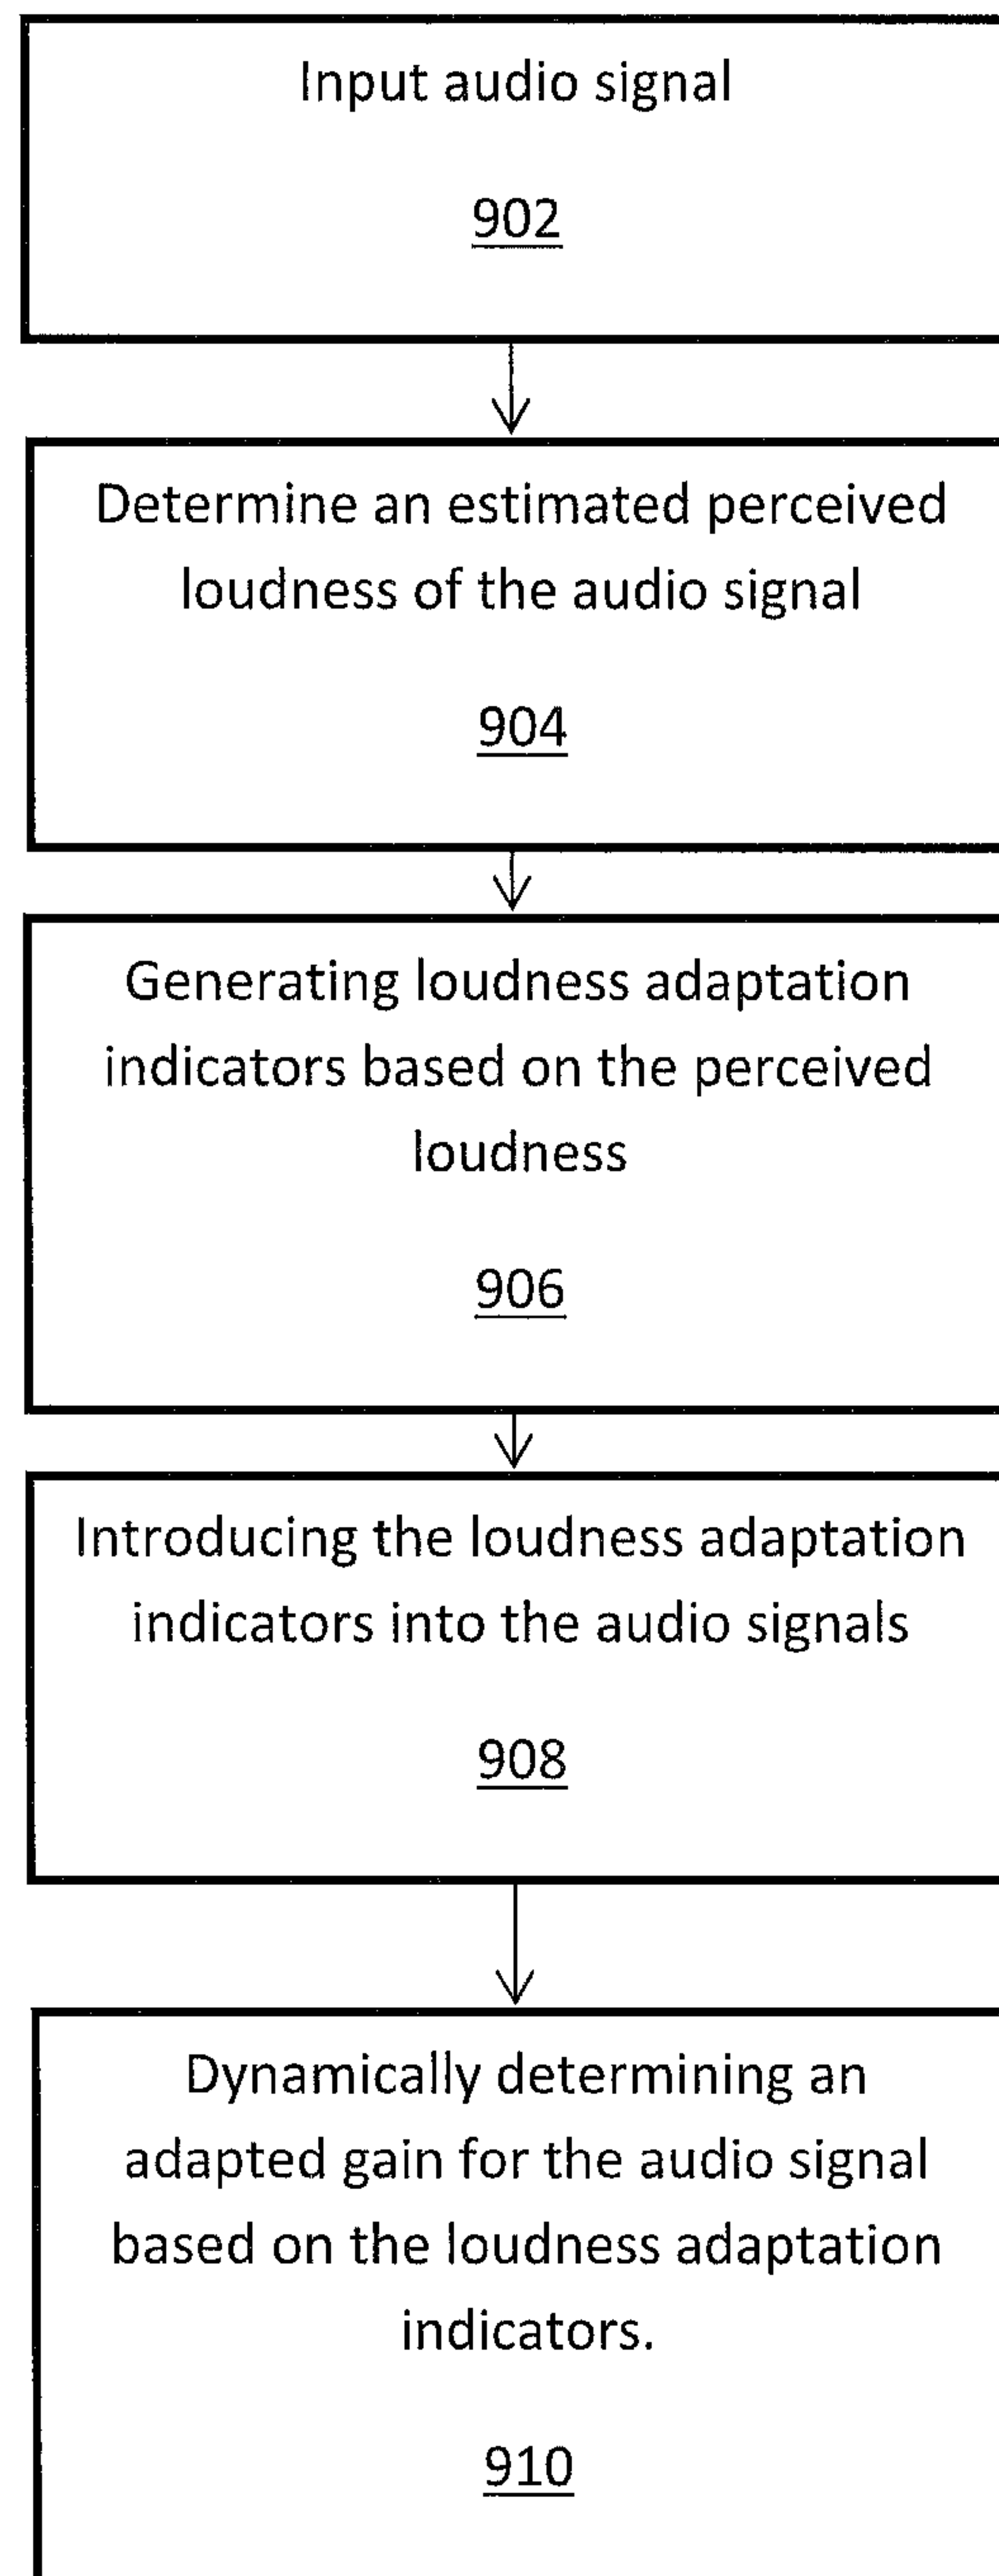 Input audio signal
902
Determine an estimated perceived
loudness of the audio signal
904
Generating loudness adaptation
indicators based on the perceived
loudness
906
Introducing the loudness adaptation
indicators into the audio signals
908
Dynamically determining an
adapted gain for the audio signal
based on the loudness adaptation
indicators.
910